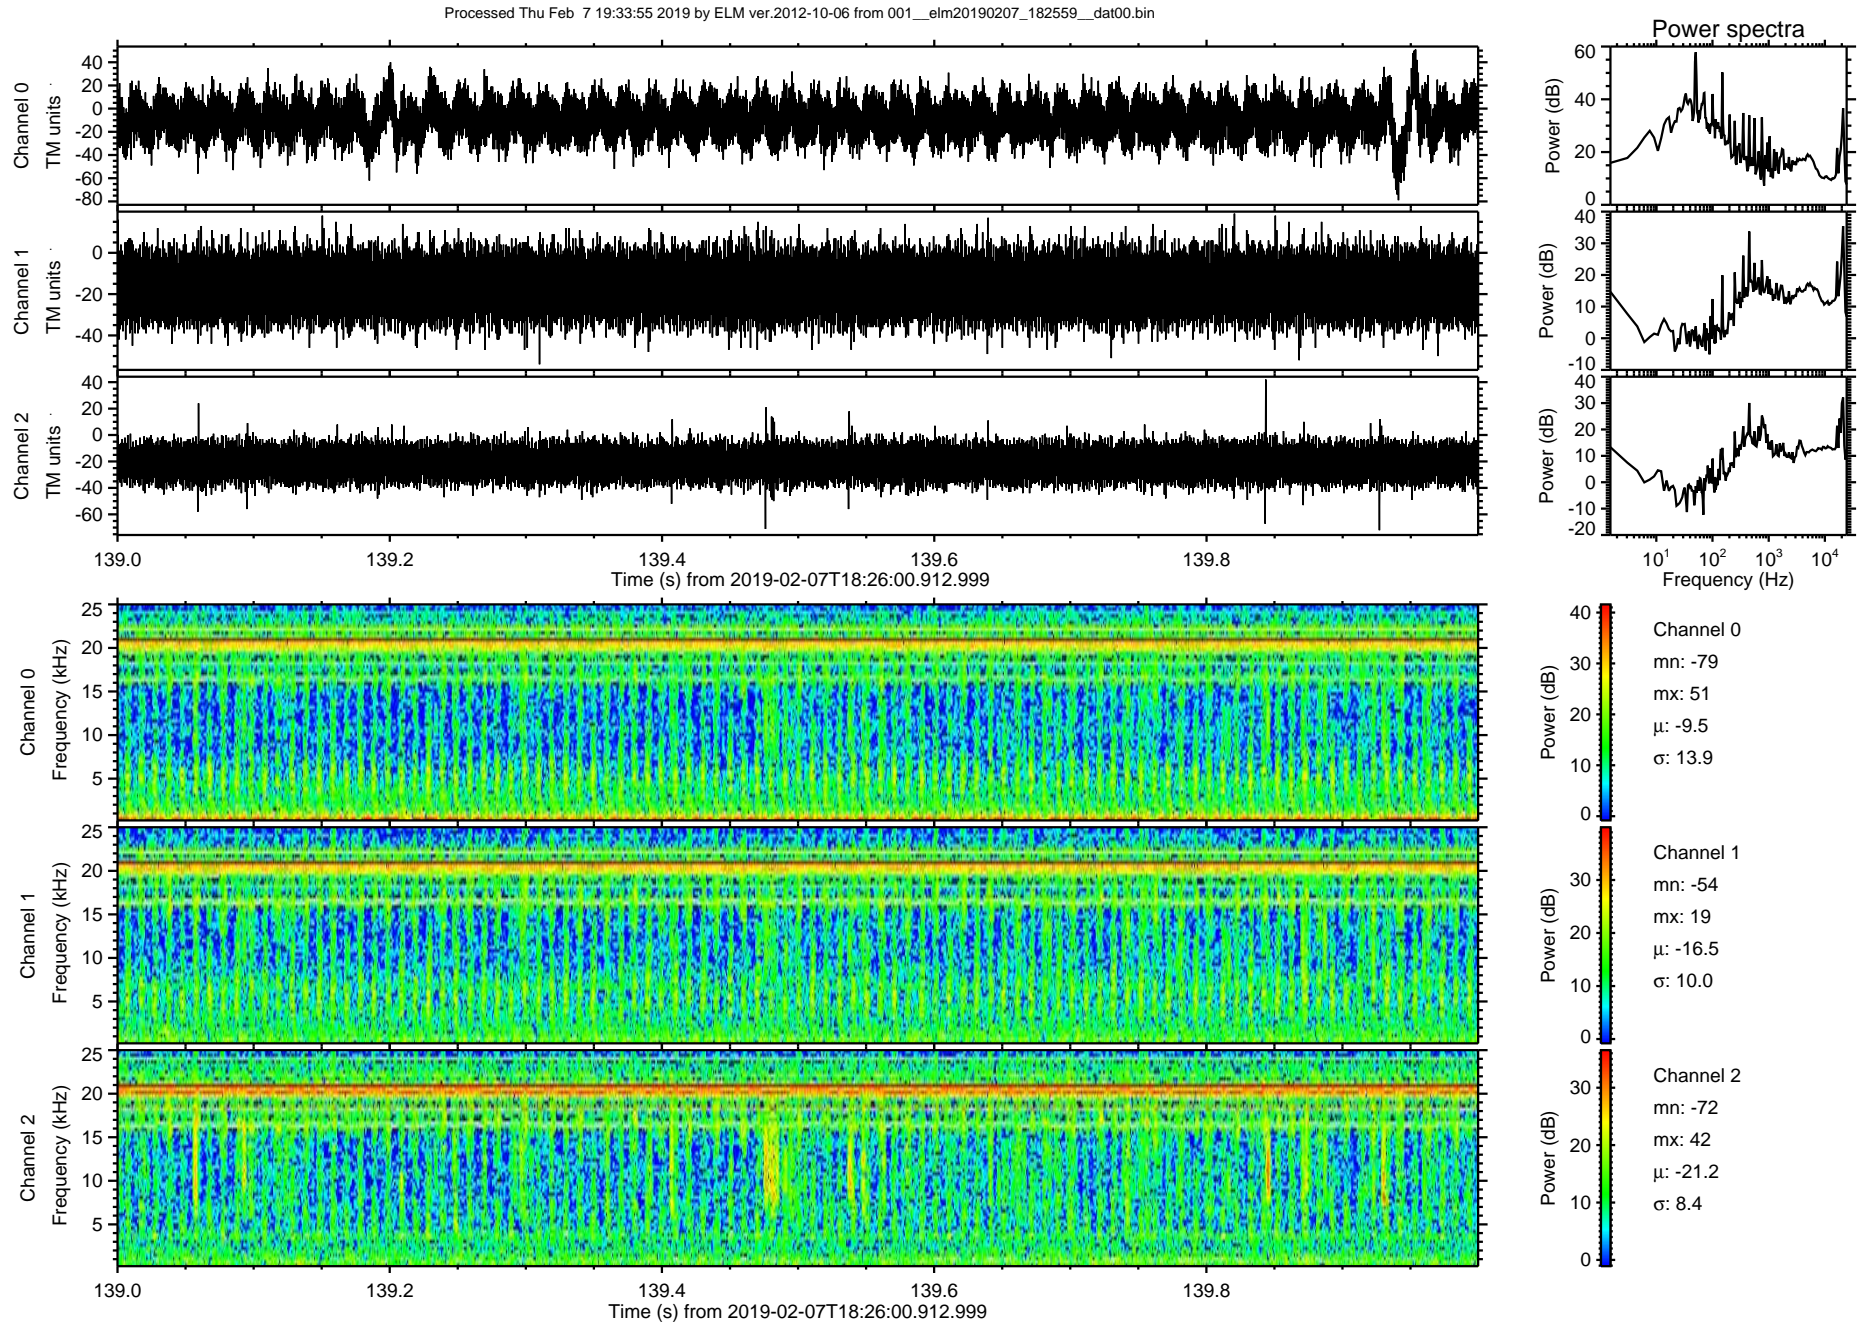 Processed Thu Feb  7 19:33:55 2019 by ELM ver.2012-10-06 from 001__elm20190207_182559__dat00.bin
Power spectra
Channel 0
TM units
40
20
0
-20
-40
-60
-80
Power (dB)
60
40
20
0
Channel 1
TM units
0
-20
-40
Power (dB)
40
30
20
10
0
-10
Channel 2
TM units
40
20
0
-20
-40
-60
Power (dB)
40
30
20
10
0
-10
-20
139.0 139.2 139.4 139.6 139.8
Time (s) from 2019-02-07T18:26:00.912.999
10¹ 10² 10³ 10⁴
Frequency (Hz)
Channel 0
Frequency (kHz)
25
20
15
10
5
Power (dB)
40
30
20
10
0
Channel 0
mn: -79
mx: 51
μ: -9.5
σ: 13.9
Channel 1
Frequency (kHz)
25
20
15
10
5
Power (dB)
30
20
10
0
Channel 1
mn: -54
mx: 19
μ: -16.5
σ: 10.0
Channel 2
Frequency (kHz)
25
20
15
10
5
Power (dB)
30
20
10
0
Channel 2
mn: -72
mx: 42
μ: -21.2
σ: 8.4
139.0 139.2 139.4 139.6 139.8
Time (s) from 2019-02-07T18:26:00.912.999